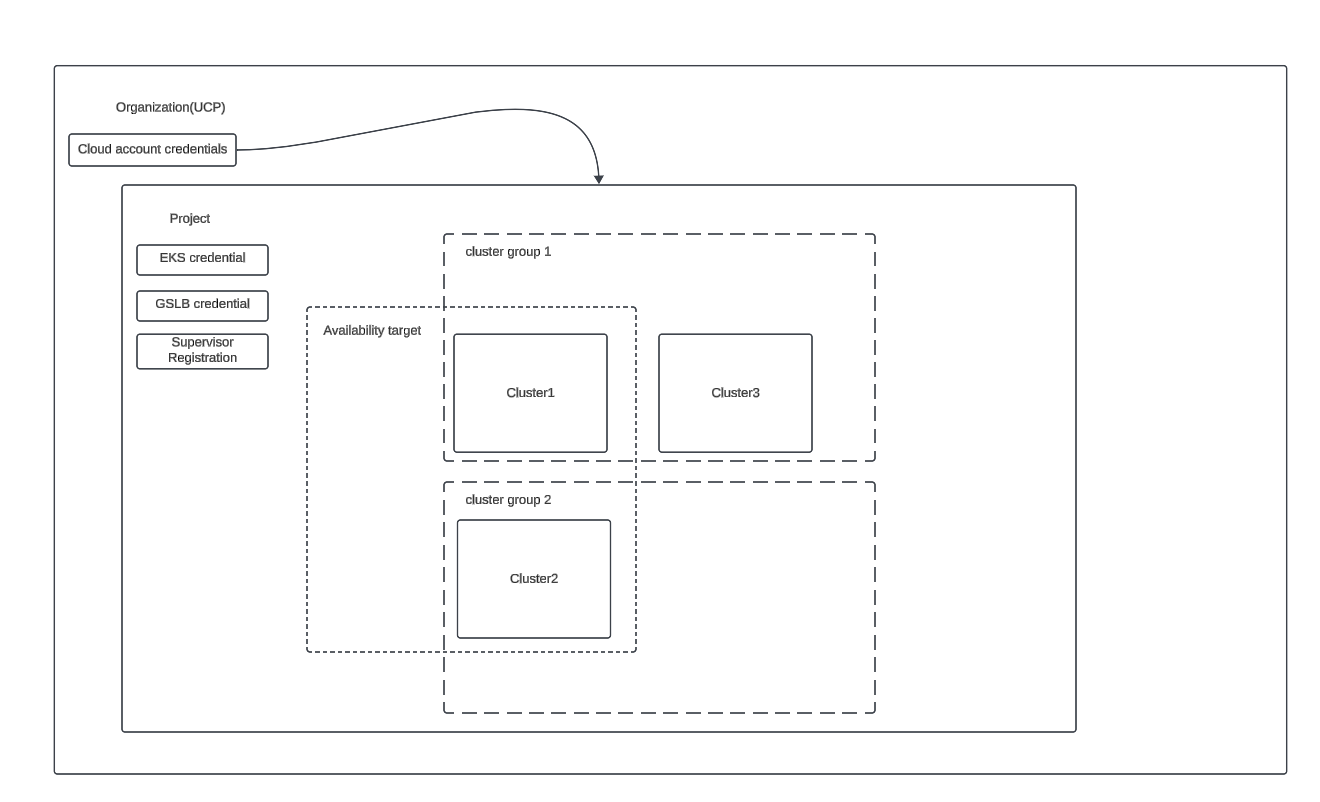 Organization(UCP)
Cloud account credentials
Project
EKS credential
GSLB credential
Supervisor
Registration
cluster group 1
Availability target
Cluster1
Cluster3
cluster group 2
Cluster2